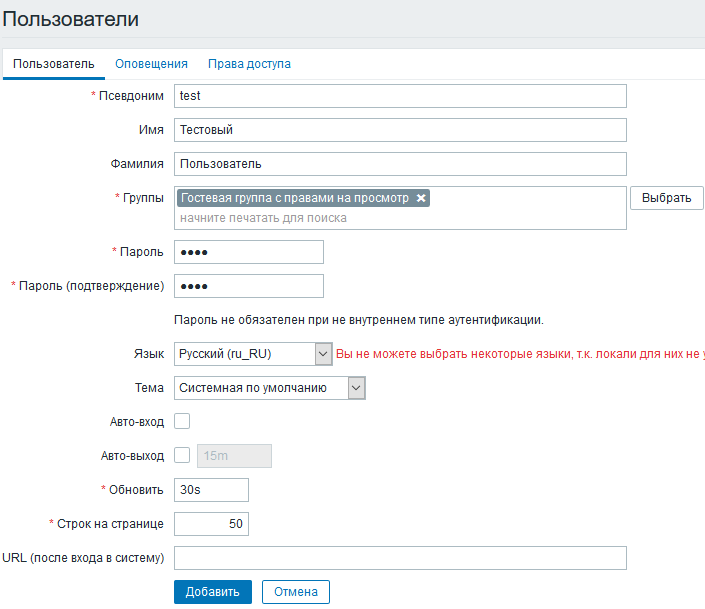 Пользователи
Пользователь Оповещения Права доступа
* Псевдоним test
Имя Тестовый
Фамилия Пользователь
* Группы Гостевая группа с правами на просмотр Выбрать
начните печатать для поиска
* Пароль ●●●●
* Пароль (подтверждение) ●●●●
Пароль не обязателен при не внутреннем типе аутентификации.
Язык Русский (ru_RU) Вы не можете выбрать некоторые языки, т.к. локали для них не
Тема Системная по умолчанию
Авто-вход
Авто-выход 15m
* Обновить 30s
* Строк на странице 50
URL (после входа в систему)
Добавить Отмена